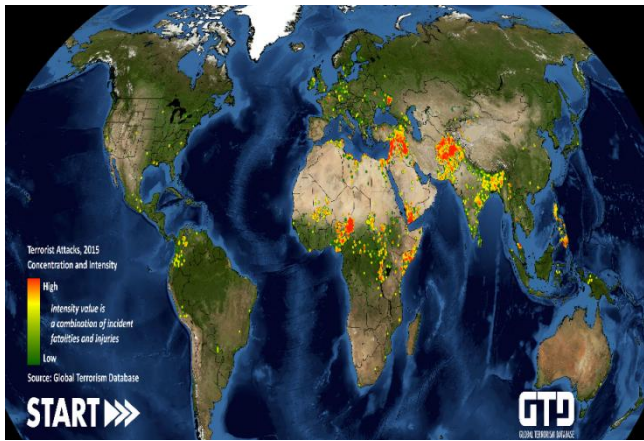 Terrorist Attacks, 2015
Concentration and Intensity
High
intensity value is
a combination of incident
fatalities and injuries
Low
Source: Global Terrorism Database
START
GTD
GLOBAL TERRORISM DATABASE